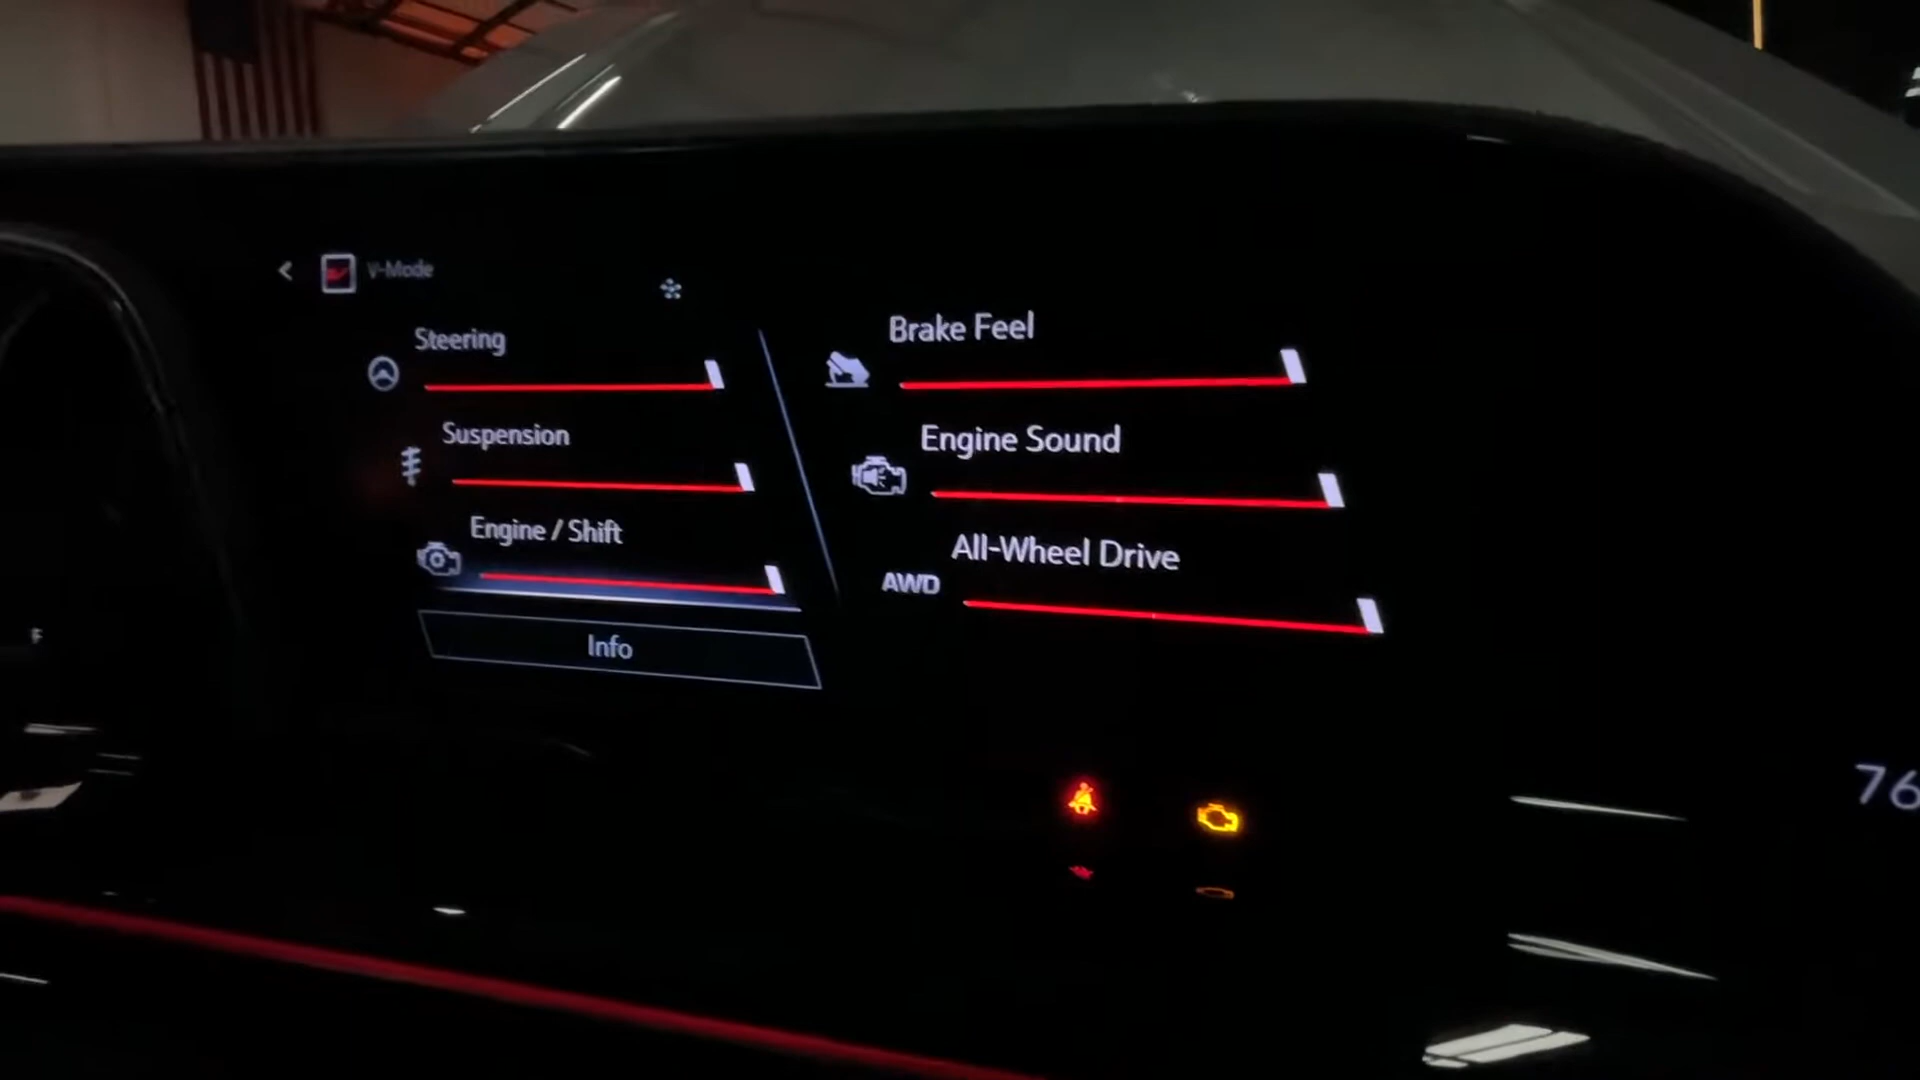 V-Mode
Steering
Suspension
Engine / Shift
Info
Brake Feel
Engine Sound
All-Wheel Drive
AWD
F
76